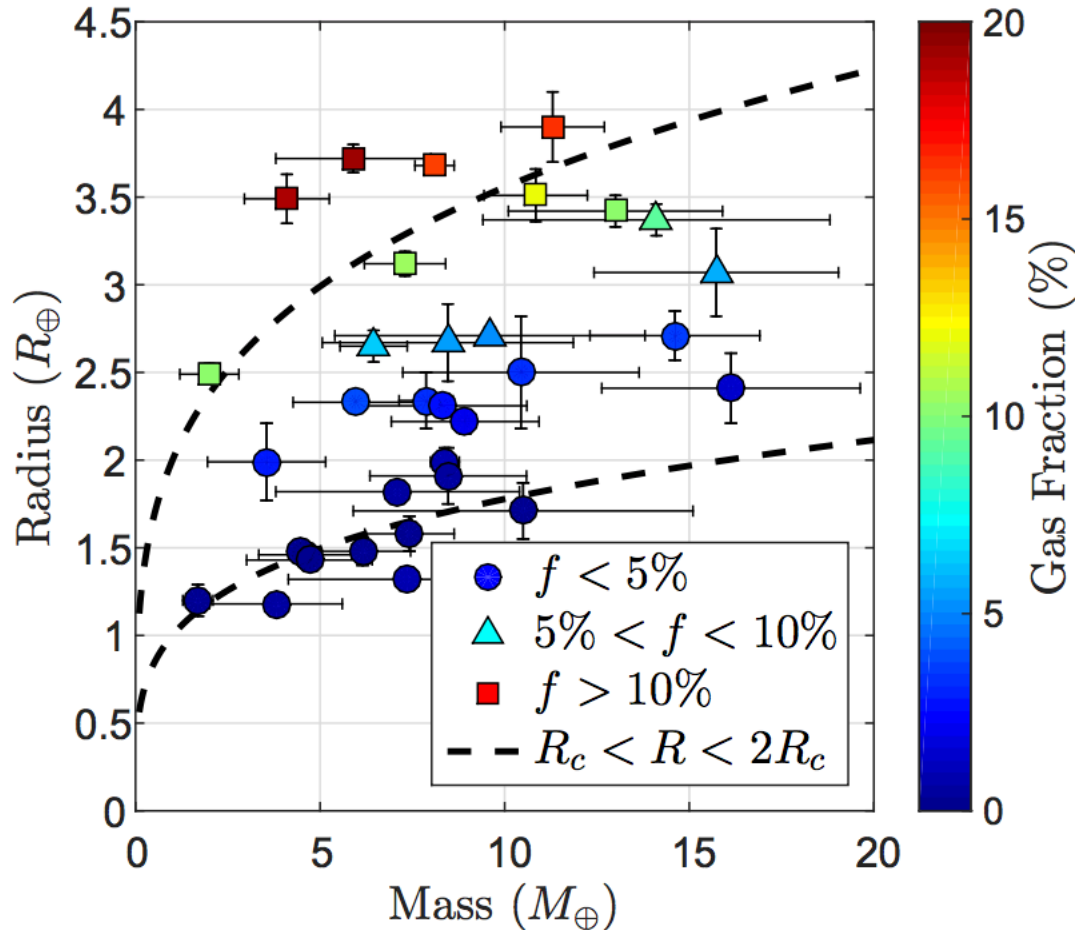 4.5
4
3.5
3
2.5
2
1.5
1
0.5
0
0
5
10
15
20
Radius (R⊕)
Mass (M⊕)
f < 5%
5% < f < 10%
f > 10%
R_c < R < 2R_c
20
15
10
5
0
Gas Fraction (%)